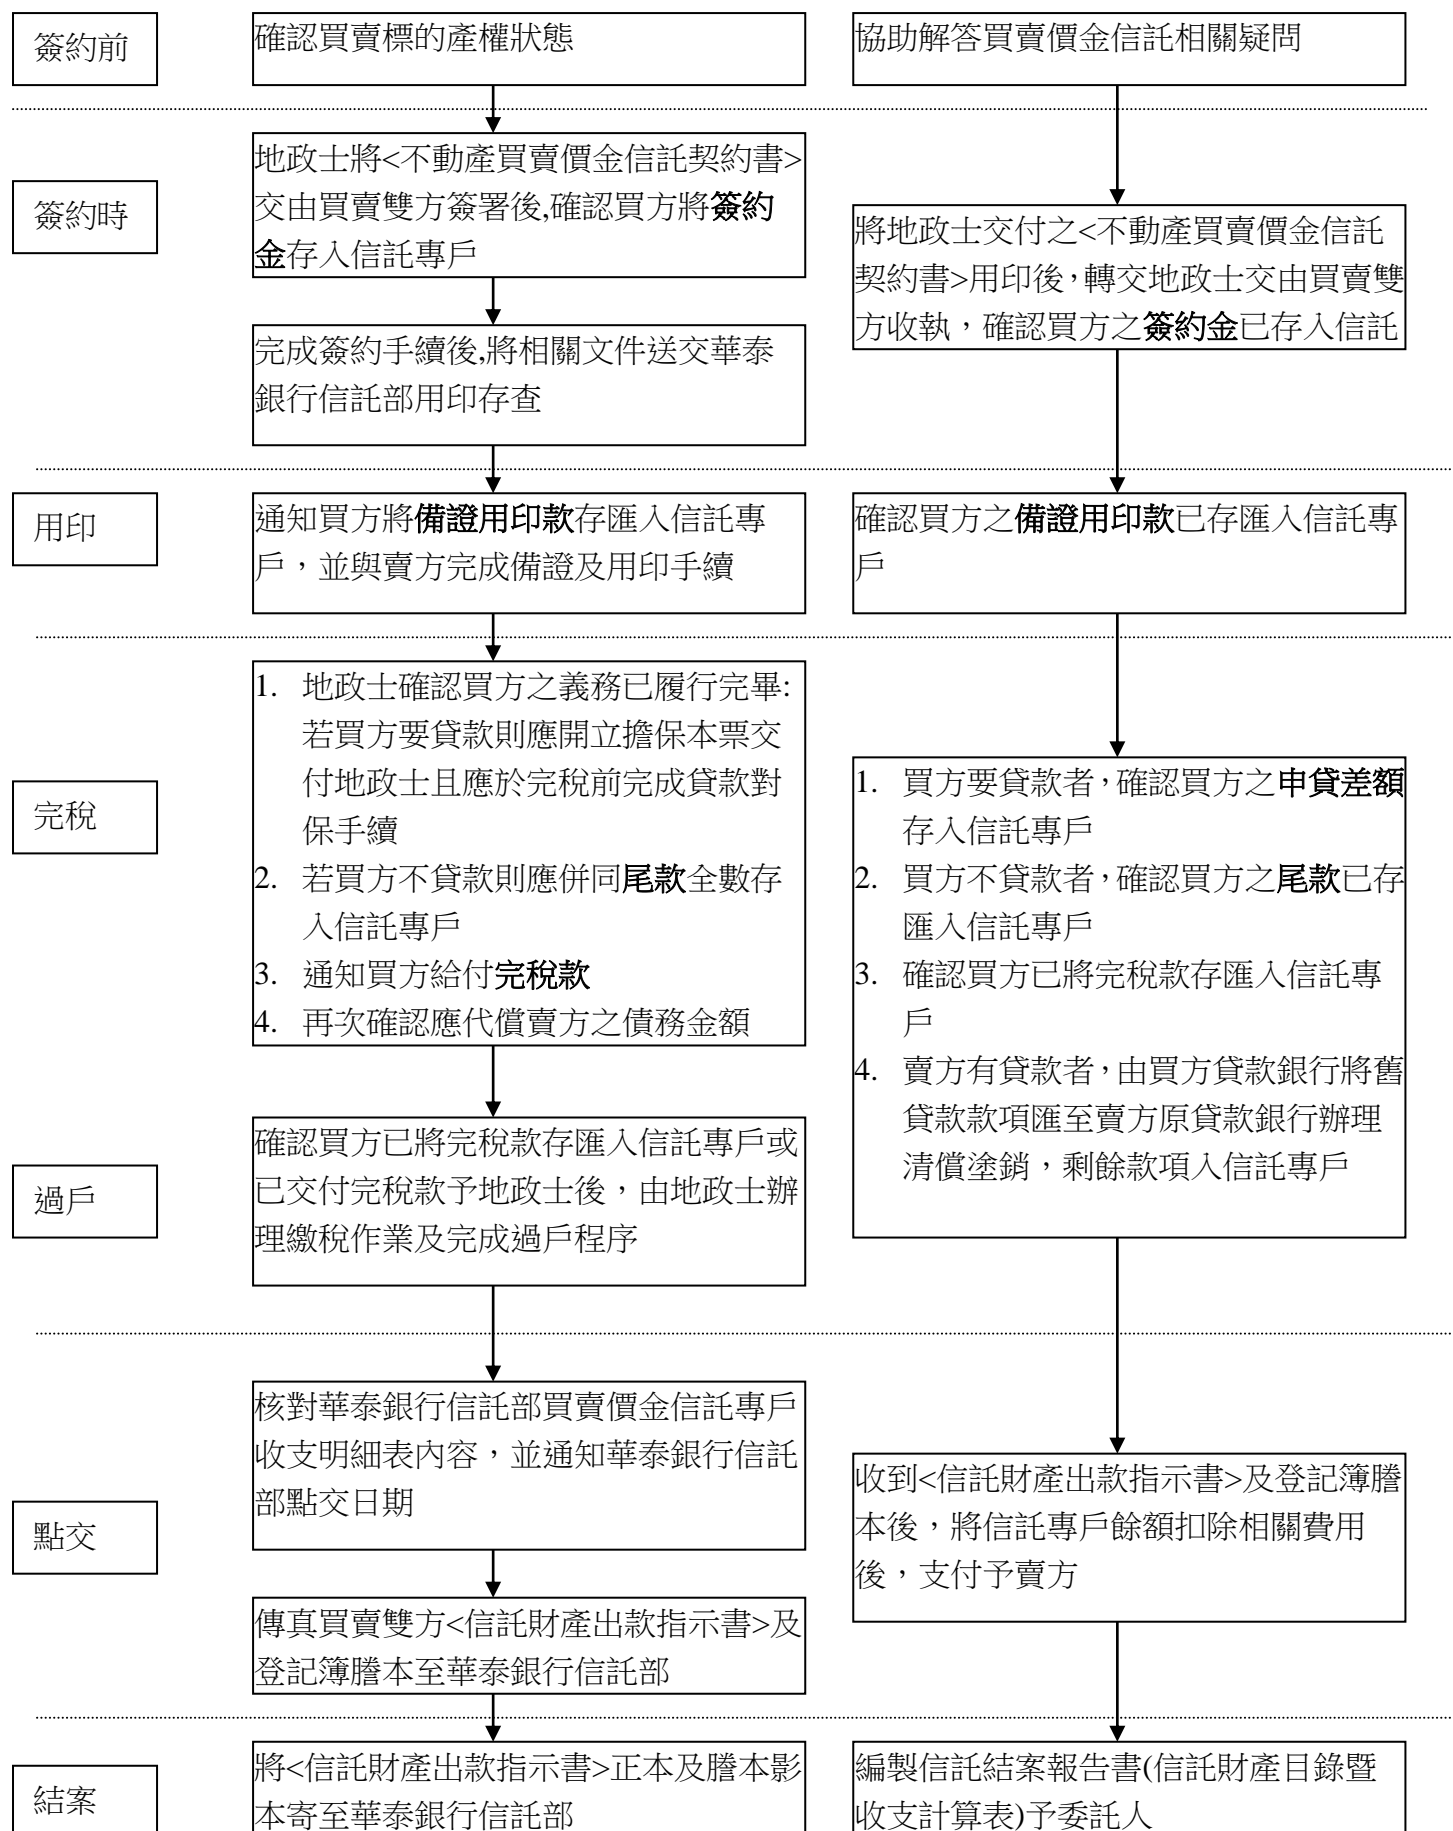 簽約前
確認買賣標的產權狀態
協助解答買賣價金信託相關疑問
簽約時
地政士將<不動產買賣價金信託契約書>
交由買賣雙方簽署後,確認買方將簽約
金存入信託專戶
完成簽約手續後,將相關文件送交華泰
銀行信託部用印存查
將地政士交付之<不動產買賣價金信託
契約書>用印後，轉交地政士交由買賣雙
方收執，確認買方之簽約金已存入信託
用印
通知買方將備證用印款存匯入信託專
戶，並與賣方完成備證及用印手續
確認買方之備證用印款已存匯入信託專
戶
完稅
1. 地政士確認買方之義務已履行完畢:
若買方要貸款則應開立擔保本票交
付地政士且應於完稅前完成貸款對
保手續
2. 若買方不貸款則應併同尾款全數存
入信託專戶
3. 通知買方給付完稅款
4. 再次確認應代償賣方之債務金額
1. 買方要貸款者，確認買方之申貸差額
存入信託專戶
2. 買方不貸款者，確認買方之尾款已存
匯入信託專戶
3. 確認買方已將完稅款存匯入信託專
戶
4. 賣方有貸款者，由買方貸款銀行將舊
貸款款項匯至賣方原貸款銀行辦理
清償塗銷，剩餘款項入信託專戶
過戶
確認買方已將完稅款存匯入信託專戶或
已交付完稅款予地政士後，由地政士辦
理繳稅作業及完成過戶程序
點交
核對華泰銀行信託部買賣價金信託專戶
收支明細表內容，並通知華泰銀行信託
部點交日期
傳真買賣雙方<信託財產出款指示書>及
登記簿謄本至華泰銀行信託部
收到<信託財產出款指示書>及登記簿謄
本後，將信託專戶餘額扣除相關費用
後，支付予賣方
結案
將<信託財產出款指示書>正本及謄本影
本寄至華泰銀行信託部
編製信託結案報告書(信託財產目錄暨
收支計算表)予委託人